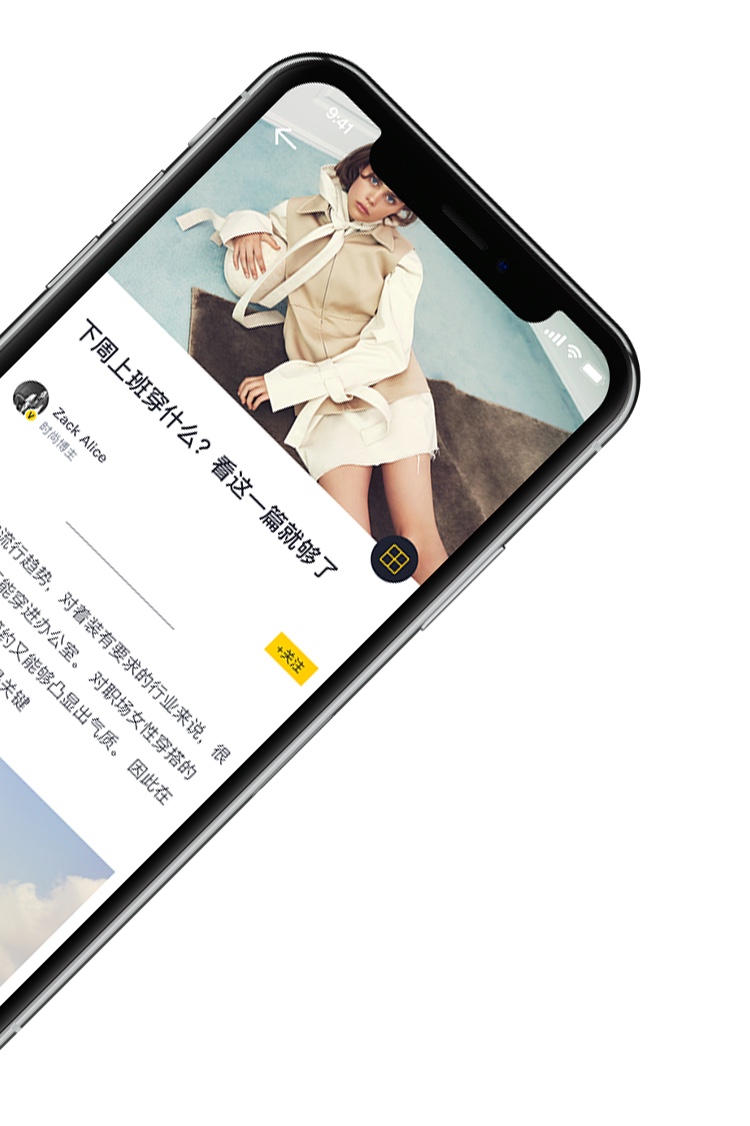 9:41
下周上班穿什么？看这一篇就够了
Zack Alice
时尚博主
+关注
流行趋势，对着装有要求的行业来说，很
能穿进办公室。对职场女性穿搭的
约又能够凸显出气质。因此在
关键